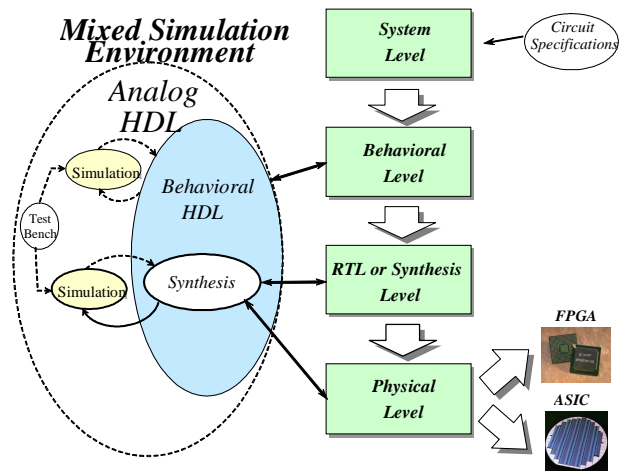 Mixed Simulation
Environment
Analog
HDL
Simulation
Behavioral
HDL
Test
Bench
Simulation
Synthesis
System
Level
Circuit
Specifications
Behavioral
Level
RTL or Synthesis
Level
Physical
Level
FPGA
ASIC